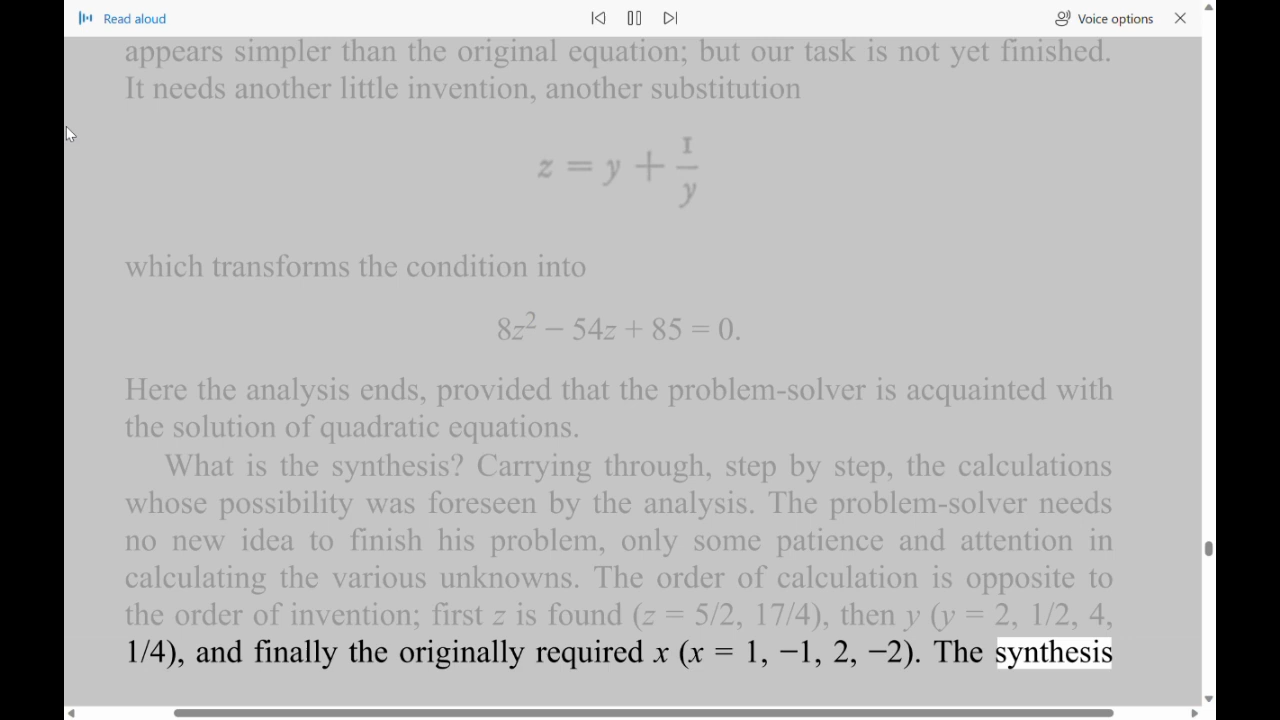 Read aloud
Voice options
appears simpler than the original equation; but our task is not yet finished.
It needs another little invention, another substitution
z = y + 1/y
which transforms the condition into
8z² − 54z + 85 = 0.
Here the analysis ends, provided that the problem-solver is acquainted with
the solution of quadratic equations.
What is the synthesis? Carrying through, step by step, the calculations
whose possibility was foreseen by the analysis. The problem-solver needs
no new idea to finish his problem, only some patience and attention in
calculating the various unknowns. The order of calculation is opposite to
the order of invention; first z is found (z = 5/2, 17/4), then y (y = 2, 1/2, 4,
1/4), and finally the originally required x (x = 1, −1, 2, −2). The synthesis